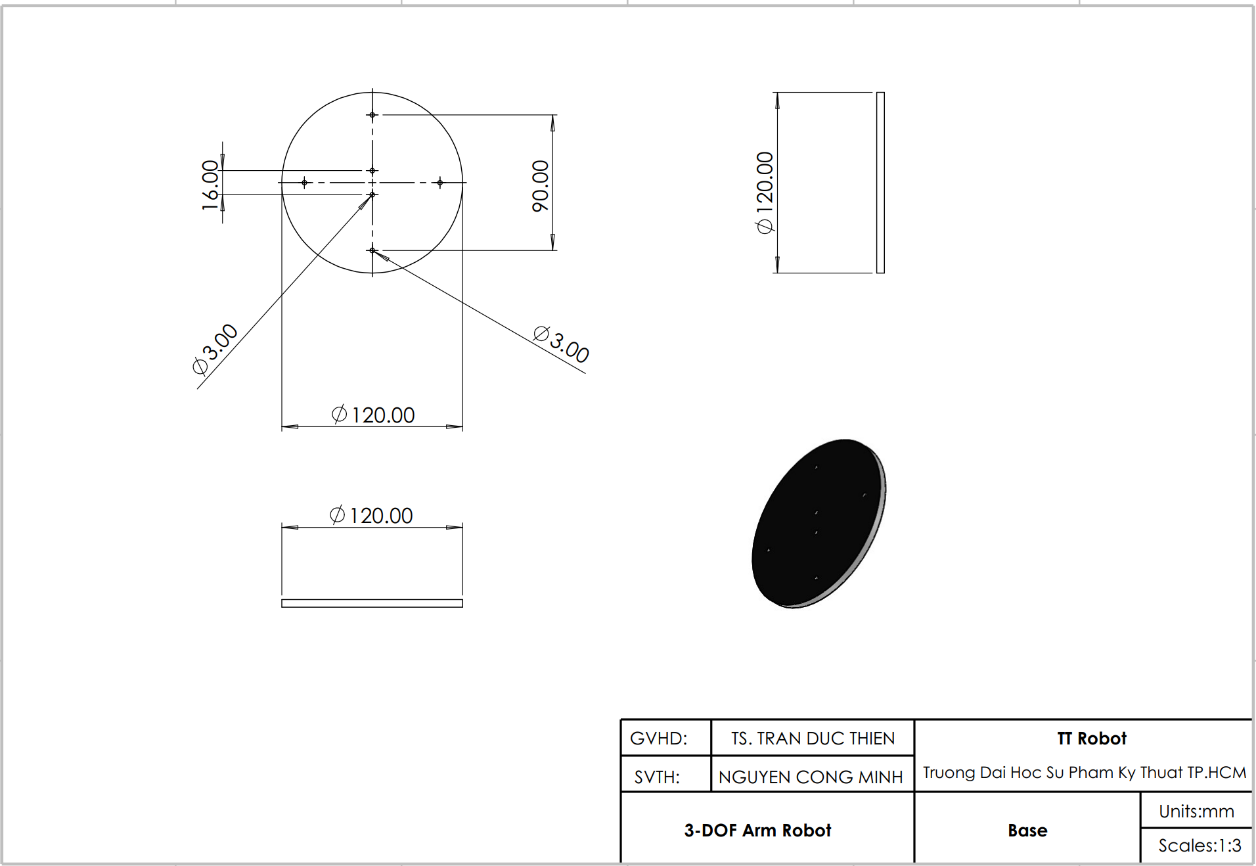 16.00
90.00
∅120.00
∅3.00
∅3.00
∅120.00
∅120.00
GVHD: TS. TRAN DUC THIEN
SVTH: NGUYEN CONG MINH
TT Robot
Truong Dai Hoc Su Pham Ky Thuat TP.HCM
3-DOF Arm Robot
Base
Units:mm
Scales:1:3